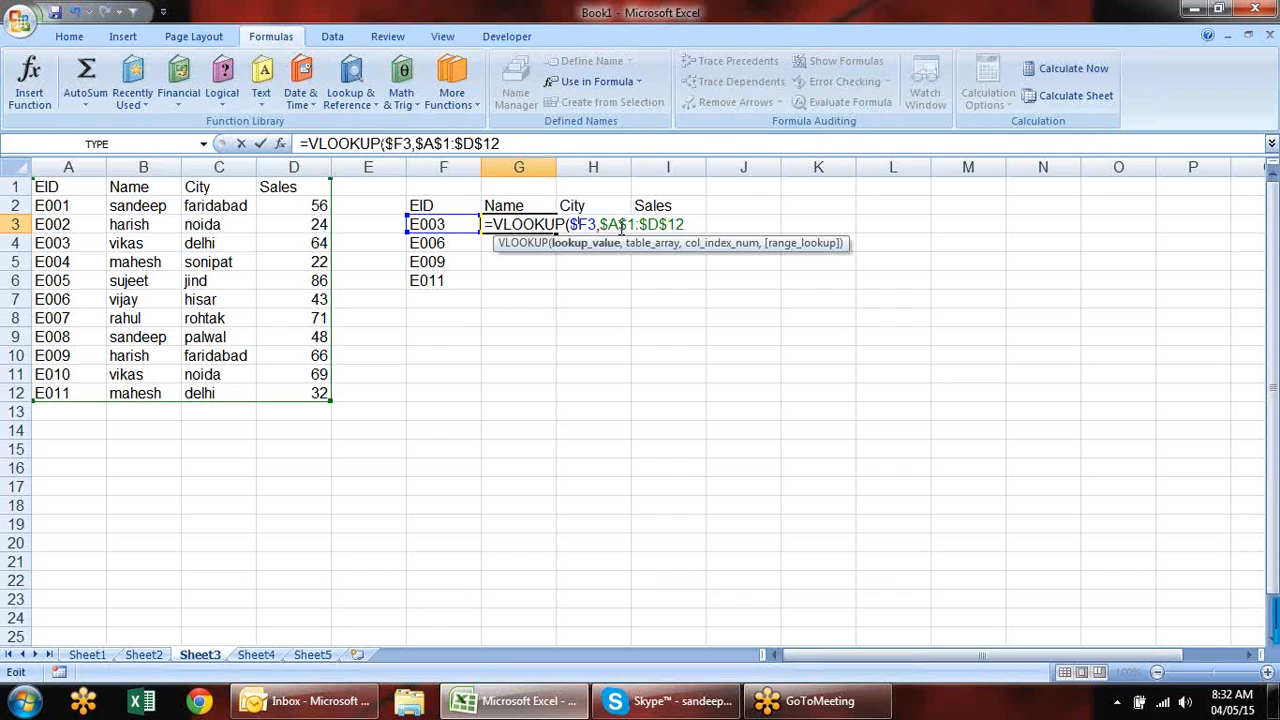 Book1 - Microsoft Excel
Home Insert Page Layout Formulas Data Review View Developer
Insert Function
AutoSum
Recently Used
Financial
Logical
Text
Date & Time
Lookup & Reference
Math & Trig
More Functions
Function Library
Name Manager
Define Name
Use in Formula
Create from Selection
Defined Names
Trace Precedents
Trace Dependents
Remove Arrows
Show Formulas
Error Checking
Evaluate Formula
Watch Window
Formula Auditing
Calculation Options
Calculate Now
Calculate Sheet
Calculation
TYPE =VLOOKUP($F3,$A$1:$D$12
A B C D E F G H I J K L M N O P
1 EID Name City Sales
2 E001 sandeep faridabad 56 EID Name City Sales
3 E002 harish noida 24 E003 =VLOOKUP($F3,$A$1:$D$12
VLOOKUP(lookup_value, table_array, col_index_num, [range_lookup])
4 E003 vikas delhi 64 E006
5 E004 mahesh sonipat 22 E009
6 E005 sujeet jind 86 E011
7 E006 vijay hisar 43
8 E007 rahul rohtak 71
9 E008 sandeep palwal 48
10 E009 harish faridabad 66
11 E010 vikas noida 69
12 E011 mahesh delhi 32
13
14
15
16
17
18
19
20
21
22
23
24
25
Sheet1 Sheet2 Sheet3 Sheet4 Sheet5
Edit 100%
Inbox - Microsoft ... Microsoft Excel - ... Skype™ - sandeep... GoToMeeting
8:32 AM
04/05/15